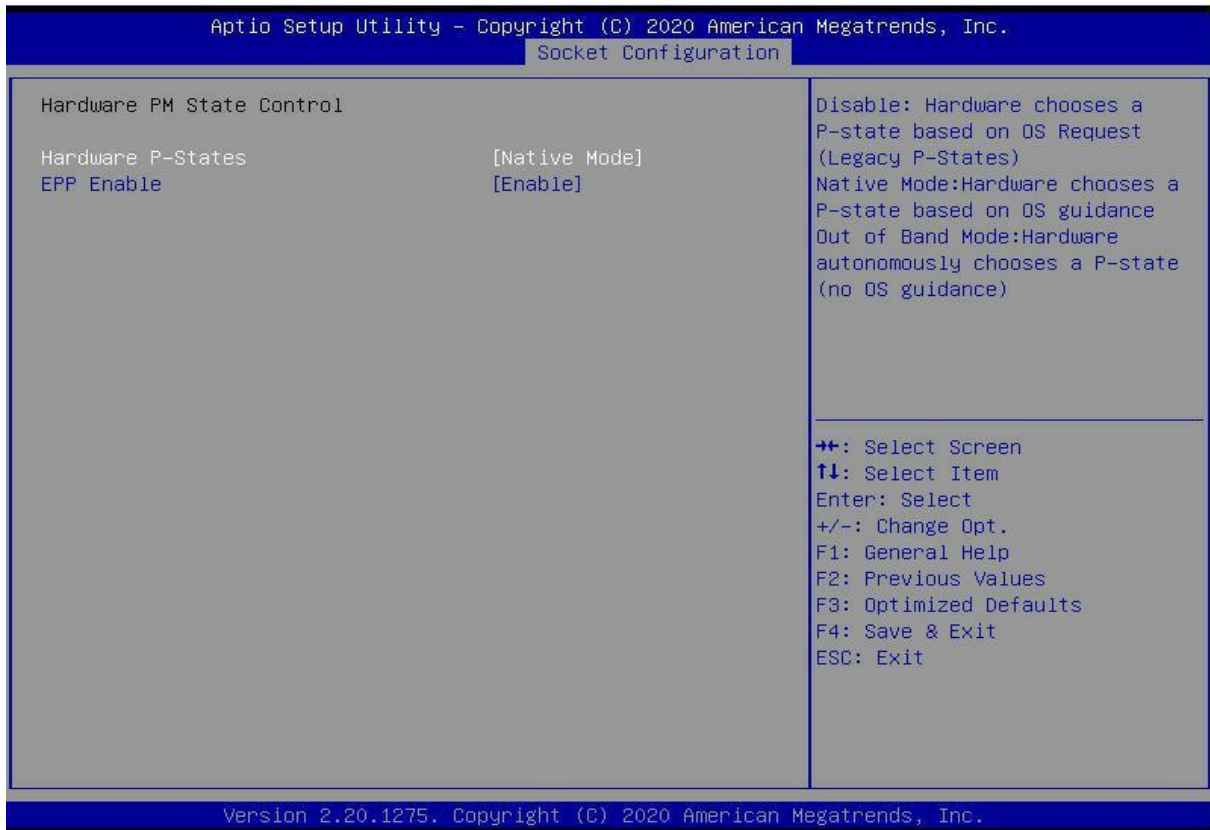 Aptio Setup Utility – Copyright (C) 2020 American Megatrends, Inc.
Socket Configuration
Hardware PM State Control
Hardware P-States [Native Mode]
EPP Enable [Enable]
Disable: Hardware chooses a
P-state based on OS Request
(Legacy P-States)
Native Mode:Hardware chooses a
P-state based on OS guidance
Out of Band Mode:Hardware
autonomously chooses a P-state
(no OS guidance)
→←: Select Screen
↑↓: Select Item
Enter: Select
+/-: Change Opt.
F1: General Help
F2: Previous Values
F3: Optimized Defaults
F4: Save & Exit
ESC: Exit
Version 2.20.1275. Copyright (C) 2020 American Megatrends, Inc.